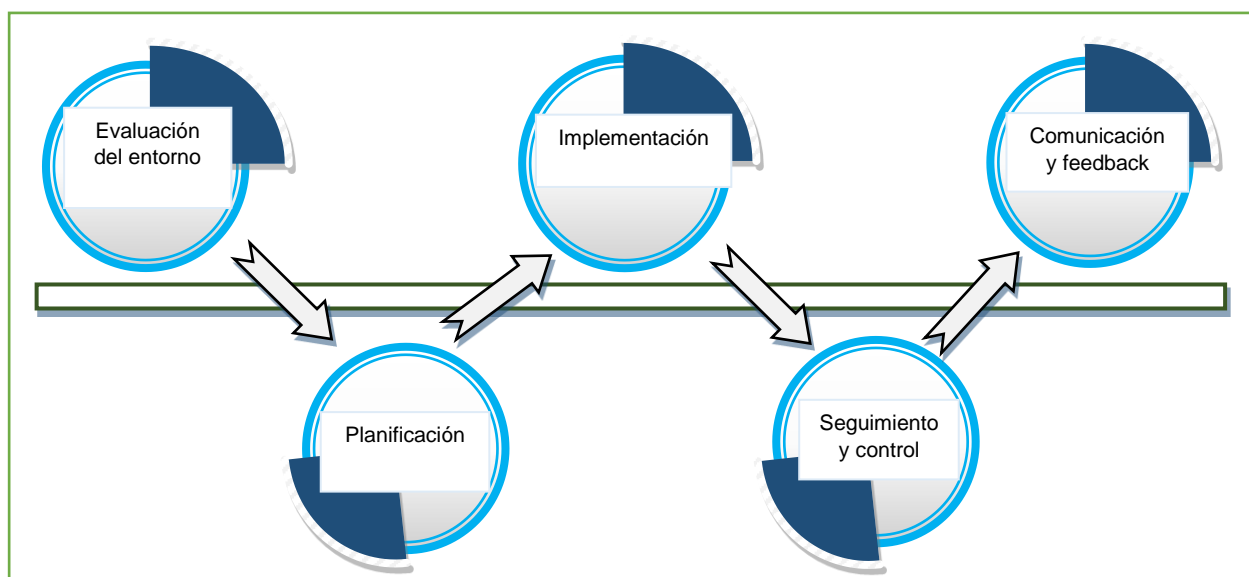 Evaluación
del entorno
Planificación
Implementación
Seguimiento
y control
Comunicación
y feedback